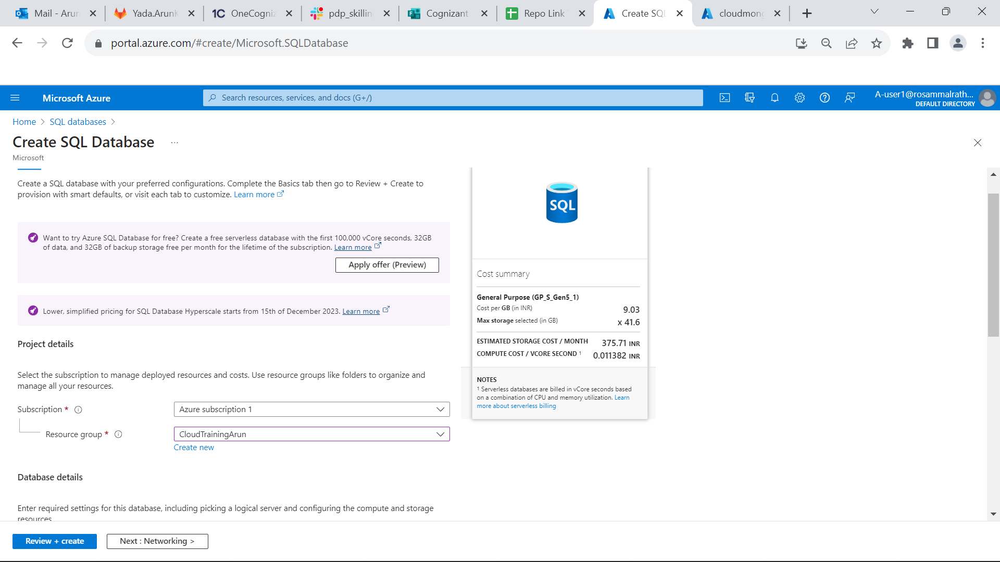 Mail - Arun
Yada.ArunK
1C OneCogniz
pdp_skillin
Cognizant
Repo Link
Create SQL
cloudmong
portal.azure.com/#create/Microsoft.SQLDatabase
Microsoft Azure
Search resources, services, and docs (G+/)
A-user1@rosammalrath...
DEFAULT DIRECTORY
Home > SQL databases >
Create SQL Database ...
Microsoft
Create a SQL database with your preferred configurations. Complete the Basics tab then go to Review + Create to
provision with smart defaults, or visit each tab to customize. Learn more
Want to try Azure SQL Database for free? Create a free serverless database with the first 100,000 vCore seconds, 32GB
of data, and 32GB of backup storage free per month for the lifetime of the subscription. Learn more
Apply offer (Preview)
Lower, simplified pricing for SQL Database Hyperscale starts from 15th of December 2023. Learn more
Project details
Select the subscription to manage deployed resources and costs. Use resource groups like folders to organize and
manage all your resources.
Subscription * Azure subscription 1
Resource group * CloudTrainingArun
Create new
Database details
Enter required settings for this database, including picking a logical server and configuring the compute and storage
resources
SQL
Cost summary
General Purpose (GP_S_Gen5_1)
Cost per GB (in INR) 9.03
Max storage selected (in GB) x 41.6
ESTIMATED STORAGE COST / MONTH 375.71 INR
COMPUTE COST / VCORE SECOND 1 0.011382 INR
NOTES
1 Serverless databases are billed in vCore seconds based
on a combination of CPU and memory utilization. Learn
more about serverless billing
Review + create
Next : Networking >